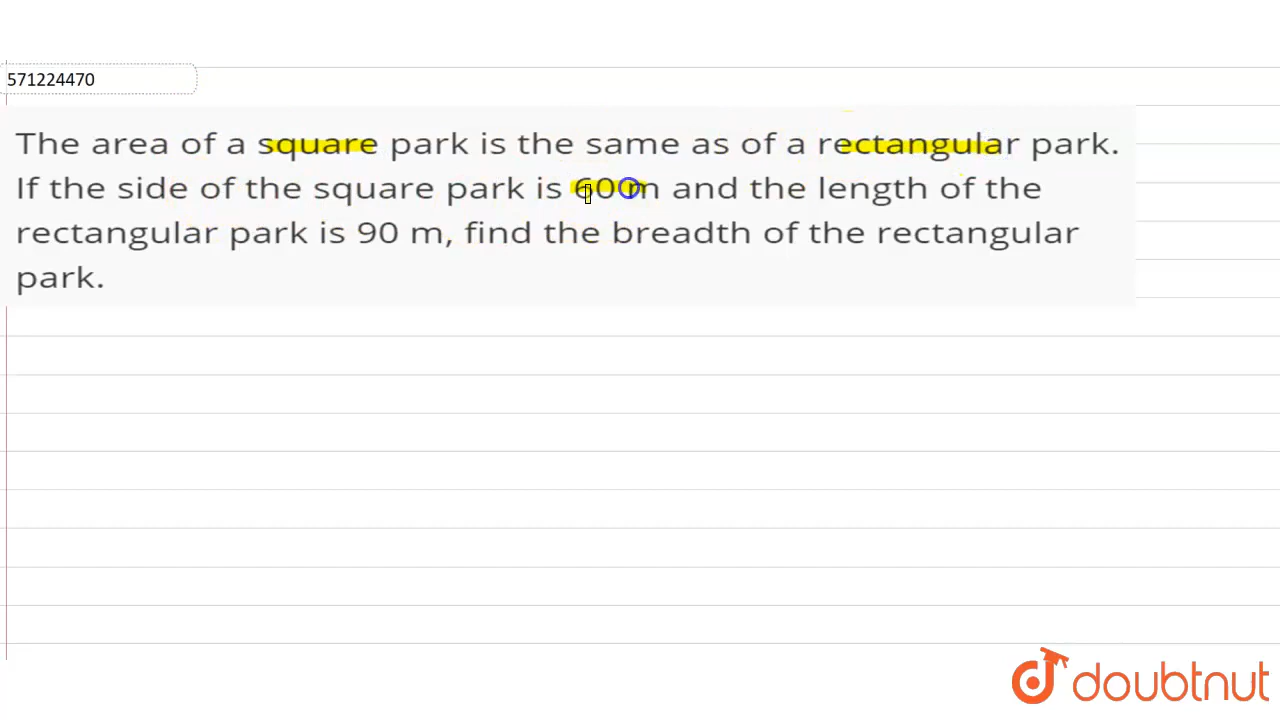 571224470
The area of a square park is the same as of a rectangular park.
If the side of the square park is 60 m and the length of the
rectangular park is 90 m, find the breadth of the rectangular
park.
doubtnut